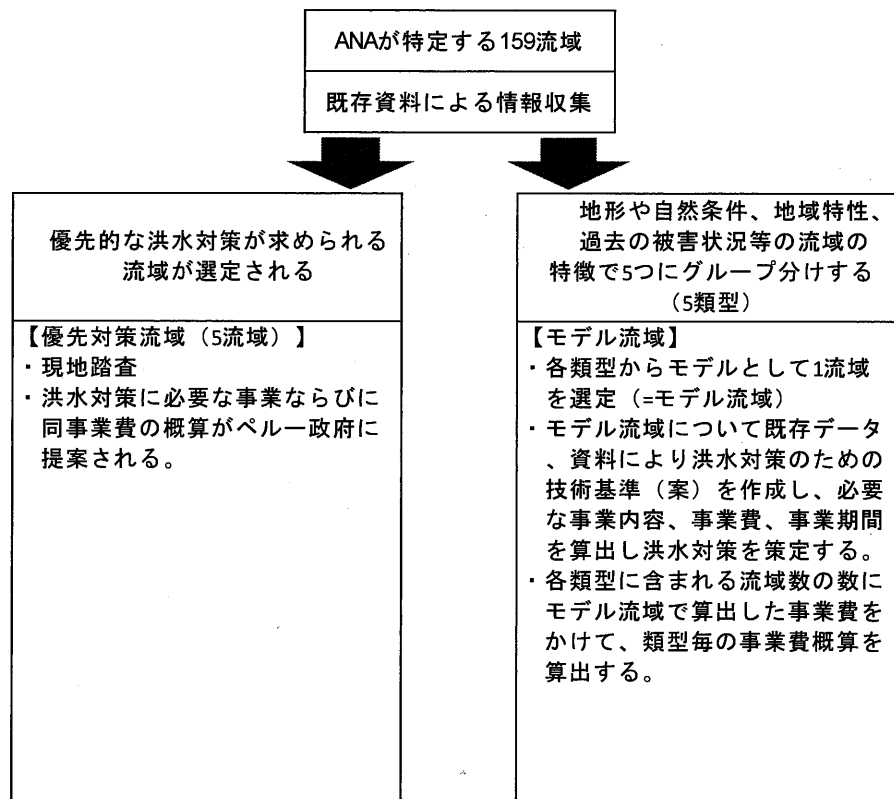 ANAが特定する159流域
既存資料による情報収集
優先的な洪水対策が求められる
流域が選定される
【優先対策流域（5流域）】
・現地踏査
・洪水対策に必要な事業ならびに
同事業費の概算がペルー政府に
提案される。
地形や自然条件、地域特性、
過去の被害状況等の流域の
特徴で5つにグループ分けする
（5類型）
【モデル流域】
・各類型からモデルとして1流域
を選定（=モデル流域）
・モデル流域について既存データ
、資料により洪水対策のための
技術基準（案）を作成し、必要
な事業内容、事業費、事業期間
を算出し洪水対策を策定する。
・各類型に含まれる流域数の数に
モデル流域で算出した事業費を
かけて、類型毎の事業費概算を
算出する。